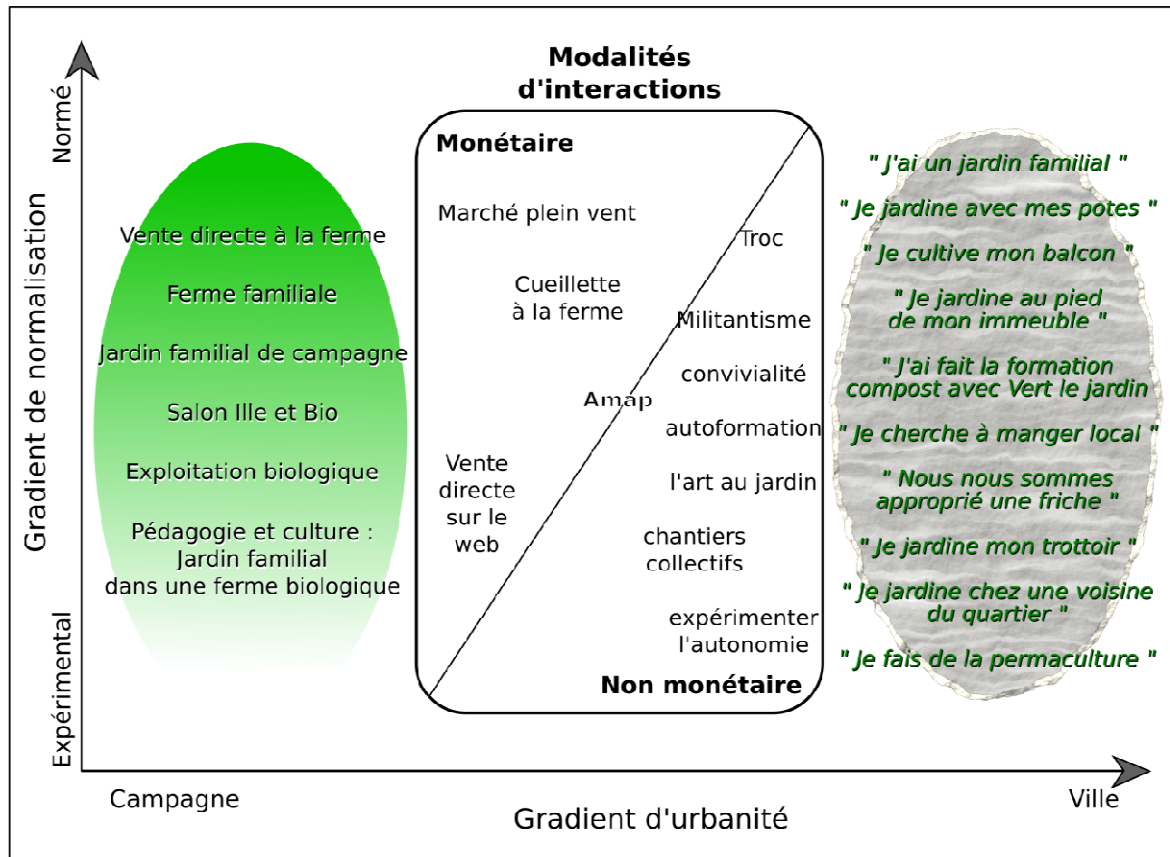 Modalités
d'interactions
Normé
Gradient de normalisation
Expérimental
Vente directe à la ferme
Ferme familiale
Jardin familial de campagne
Salon Ille et Bio
Exploitation biologique
Pédagogie et culture :
Jardin familial
dans une ferme biologique
Monétaire
Marché plein vent
Cueillette
à la ferme
Amap
Vente
directe
sur le
web
Troc
Militantisme
convivialité
autoformation
l'art au jardin
chantiers
collectifs
expérimenter
l'autonomie
Non monétaire
" J'ai un jardin familial "
" Je jardine avec mes potes "
" Je cultive mon balcon "
" Je jardine au pied
de mon immeuble "
" J'ai fait la formation
compost avec Vert le jardin
" Je cherche à manger local "
" Nous nous sommes
approprié une friche "
" Je jardine mon trottoir "
" Je jardine chez une voisine
du quartier "
" Je fais de la permaculture "
Campagne
Gradient d'urbanité
Ville